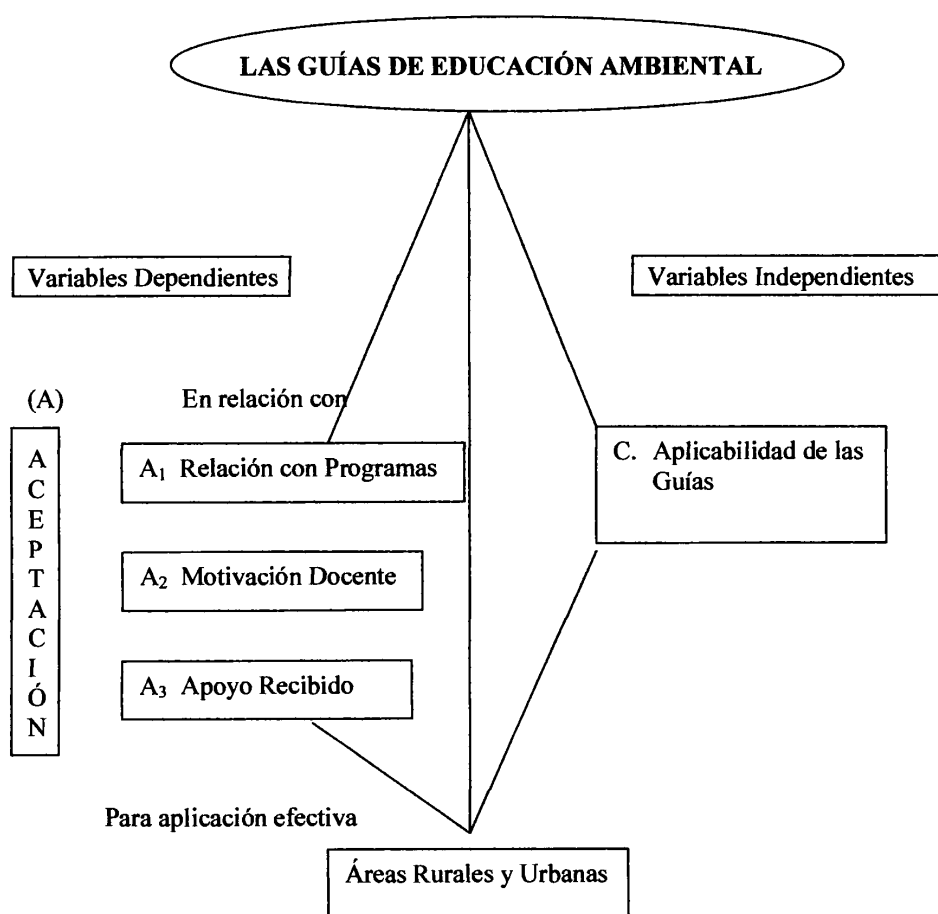 LAS GUÍAS DE EDUCACIÓN AMBIENTAL
Variables Dependientes
Variables Independientes
(A)
En relación con
A
C
E
P
T
A
C
I
Ó
N
A₁ Relación con Programas
A₂ Motivación Docente
A₃ Apoyo Recibido
C. Aplicabilidad de las
Guías
Para aplicación efectiva
Áreas Rurales y Urbanas